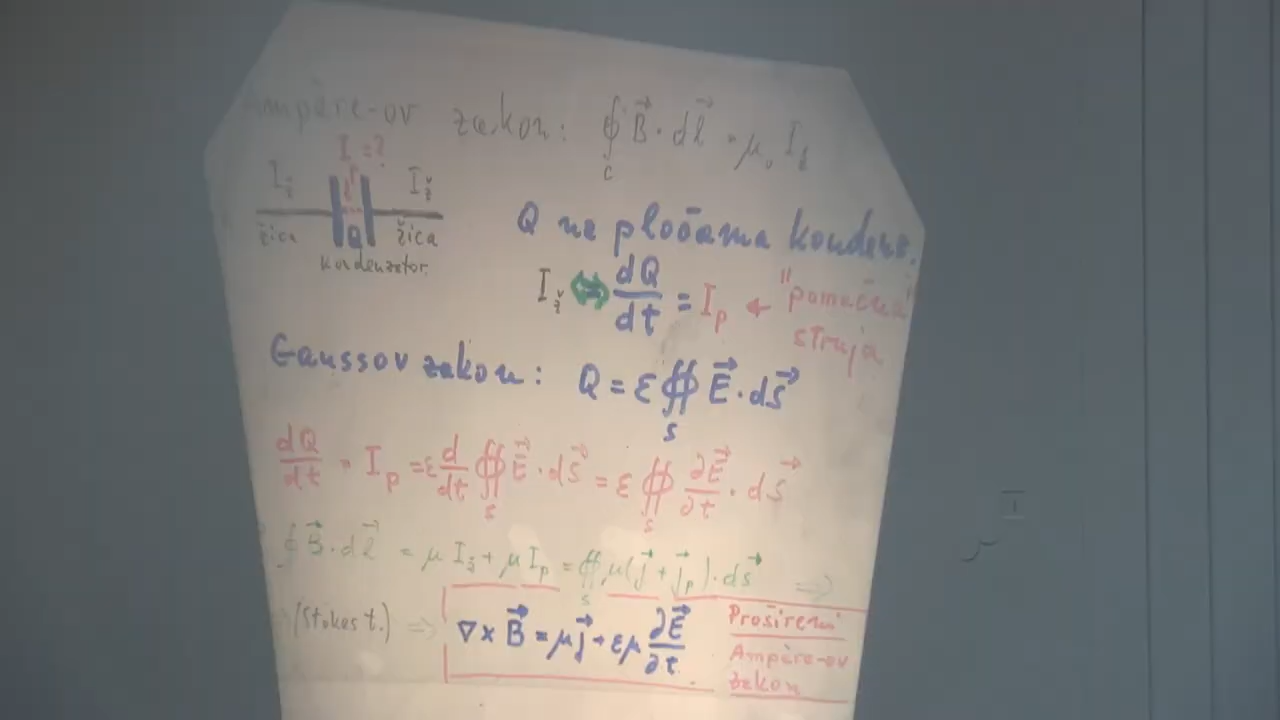 Ampère-ov zakon: ∮_C B⃗·dl⃗ = μ₀ I_ž
I = ?
I_ž I_ž
žica Q žica
kondenzator
Q na pločama kondenz.
I_ž ⇔ dQ/dt = I_p ← "pomačna" struja
Gaussov zakon: Q = ε ∯_S E⃗·dS⃗
dQ/dt = I_p = ε d/dt ∯_S E⃗·dS⃗ = ε ∯_S ∂E⃗/∂t · dS⃗
∮ B⃗·dl⃗ = μ I_ž + μ I_p = ∯_S μ(j⃗ + j⃗_p)·ds⃗ ⇒
(Stokes t.) ⇒ ∇×B⃗ = μj⃗ + εμ ∂E⃗/∂t
Prošireni
Ampère-ov
zakon